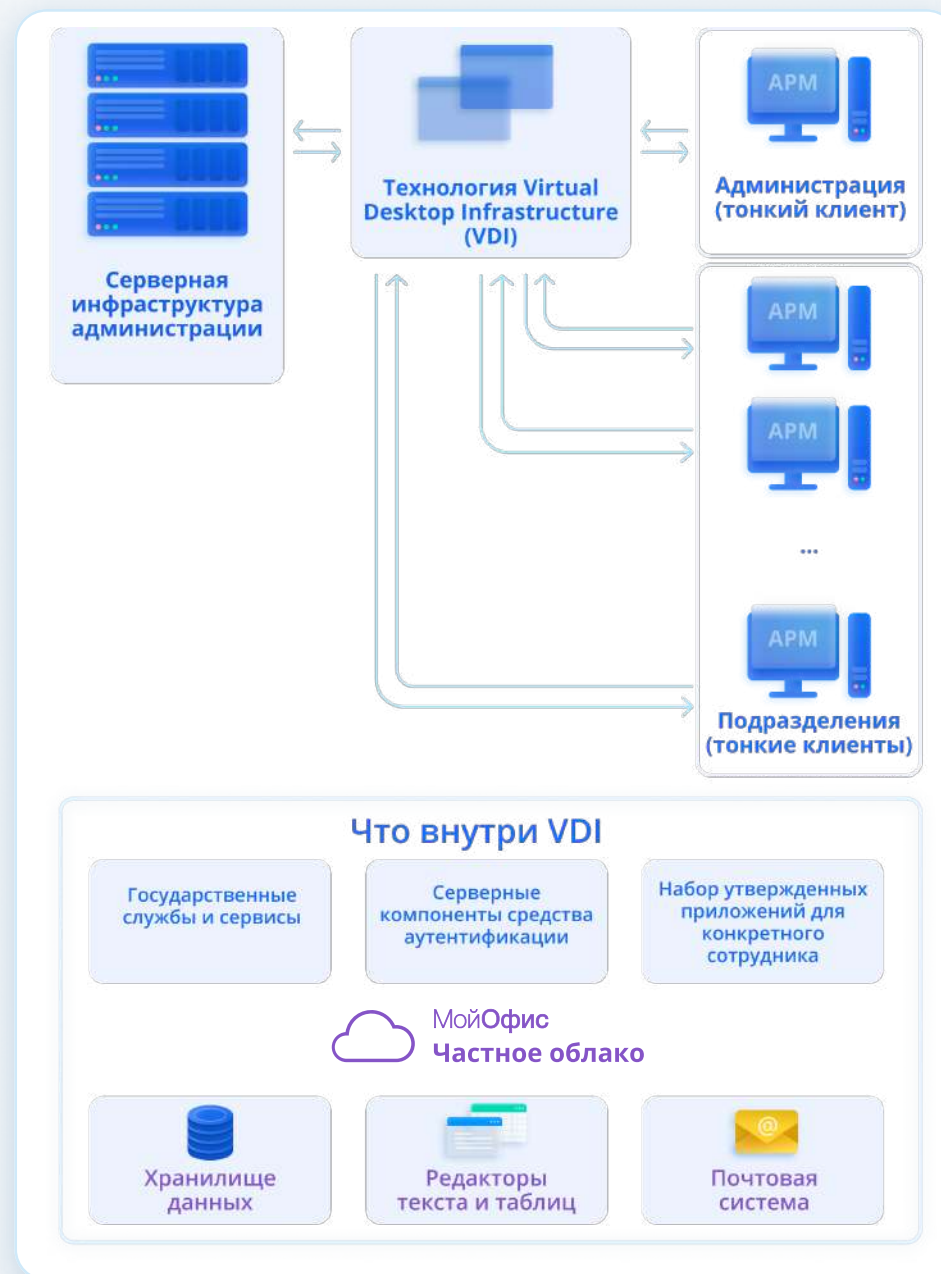 Серверная
инфраструктура
администрации
Технология Virtual
Desktop Infrastructure
(VDI)
АРМ
Администрация
(тонкий клиент)
АРМ
АРМ
...
АРМ
Подразделения
(тонкие клиенты)
Что внутри VDI
Государственные
службы и сервисы
Серверные
компоненты средства
аутентификации
Набор утвержденных
приложений для
конкретного
сотрудника
МойОфис
Частное облако
Хранилище
данных
Редакторы
текста и таблиц
@
Почтовая
система